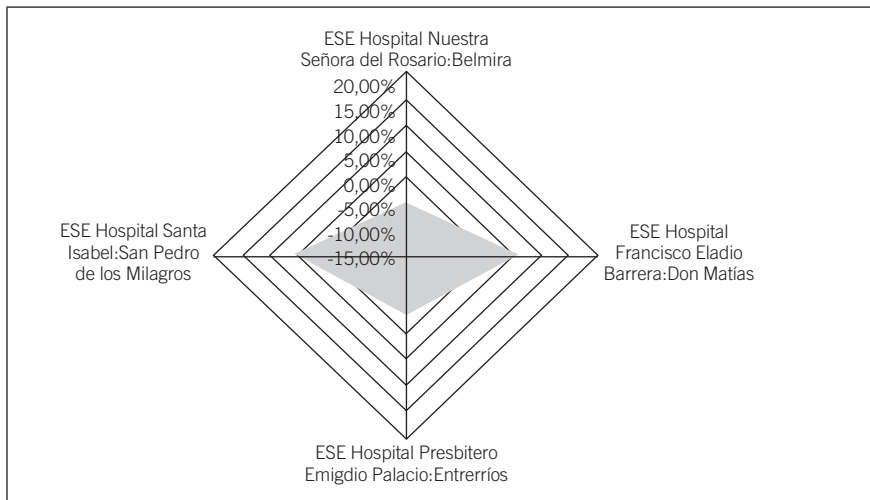 ESE Hospital Nuestra
Señora del Rosario:Belmira
20,00%
15,00%
10,00%
5,00%
0,00%
-5,00%
-10,00%
-15,00%
ESE Hospital Santa
Isabel:San Pedro
de los Milagros
ESE Hospital
Francisco Eladio
Barrera:Don Matías
ESE Hospital Presbitero
Emigdio Palacio:Entrerríos